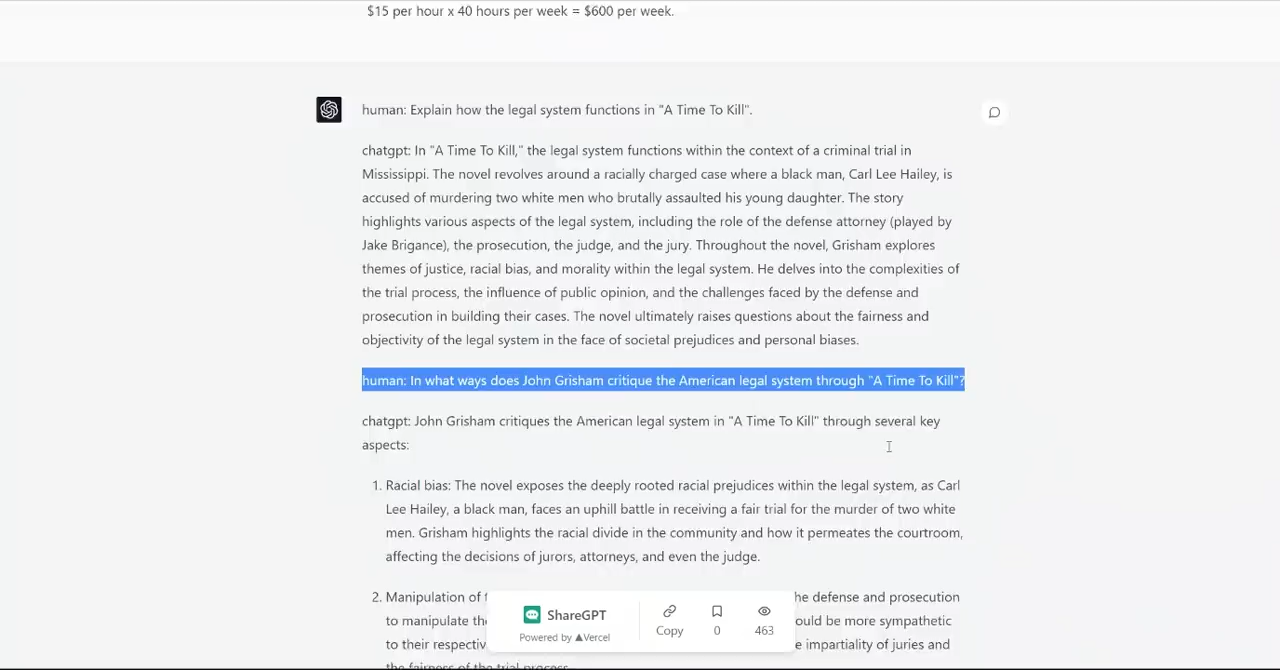 $15 per hour x 40 hours per week = $600 per week.
human: Explain how the legal system functions in "A Time To Kill".
chatgpt: In "A Time To Kill," the legal system functions within the context of a criminal trial in
Mississippi. The novel revolves around a racially charged case where a black man, Carl Lee Hailey, is
accused of murdering two white men who brutally assaulted his young daughter. The story
highlights various aspects of the legal system, including the role of the defense attorney (played by
Jake Brigance), the prosecution, the judge, and the jury. Throughout the novel, Grisham explores
themes of justice, racial bias, and morality within the legal system. He delves into the complexities of
the trial process, the influence of public opinion, and the challenges faced by the defense and
prosecution in building their cases. The novel ultimately raises questions about the fairness and
objectivity of the legal system in the face of societal prejudices and personal biases.
human: In what ways does John Grisham critique the American legal system through "A Time To Kill"?
chatgpt: John Grisham critiques the American legal system in "A Time To Kill" through several key
aspects:
1. Racial bias: The novel exposes the deeply rooted racial prejudices within the legal system, as Carl
Lee Hailey, a black man, faces an uphill battle in receiving a fair trial for the murder of two white
men. Grisham highlights the racial divide in the community and how it permeates the courtroom,
affecting the decisions of jurors, attorneys, and even the judge.
2. Manipulation of he defense and prosecution
to manipulate the ould be more sympathetic
to their respectiv e impartiality of juries and
the fairness of the trial process.
ShareGPT
Powered by ▲Vercel
Copy
0
463